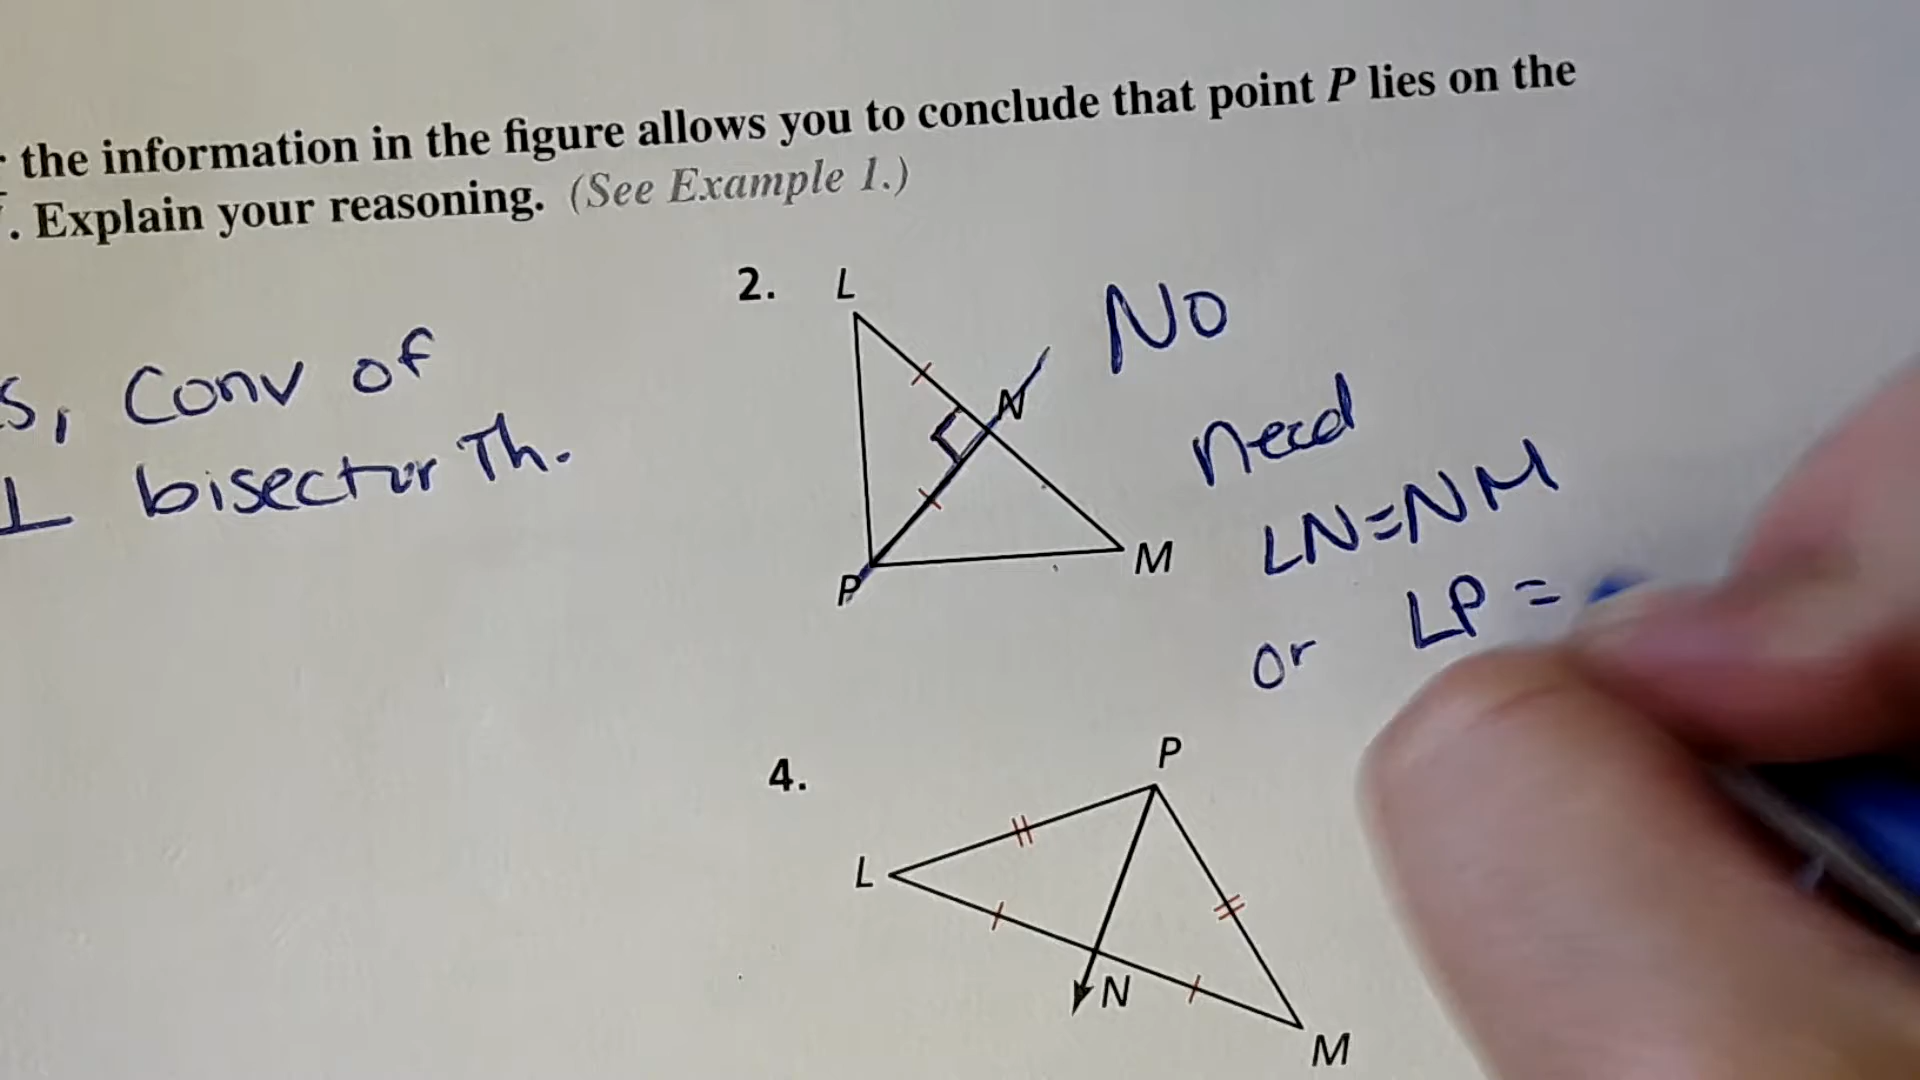 the information in the figure allows you to conclude that point P lies on the
. Explain your reasoning. (See Example 1.)
2. L
N
P
M
No
need
LN=NM
or LP =
s, Conv of
⊥ bisector Th.
4.
P
L
N
M